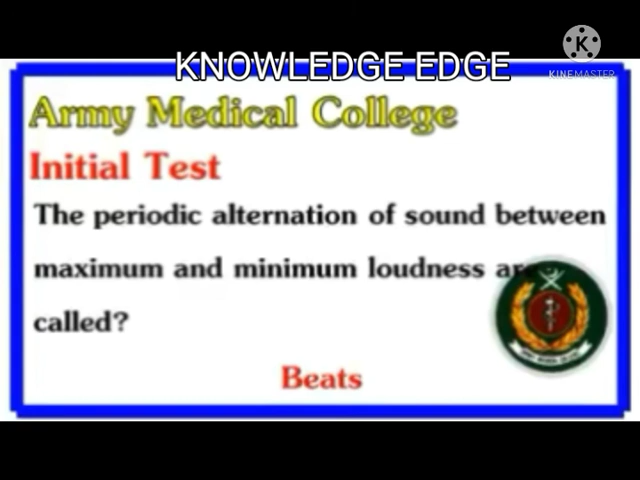 KNOWLEDGE EDGE
KINEMASTER
Army Medical College
Initial Test
The periodic alternation of sound between
maximum and minimum loudness are
called?
Beats